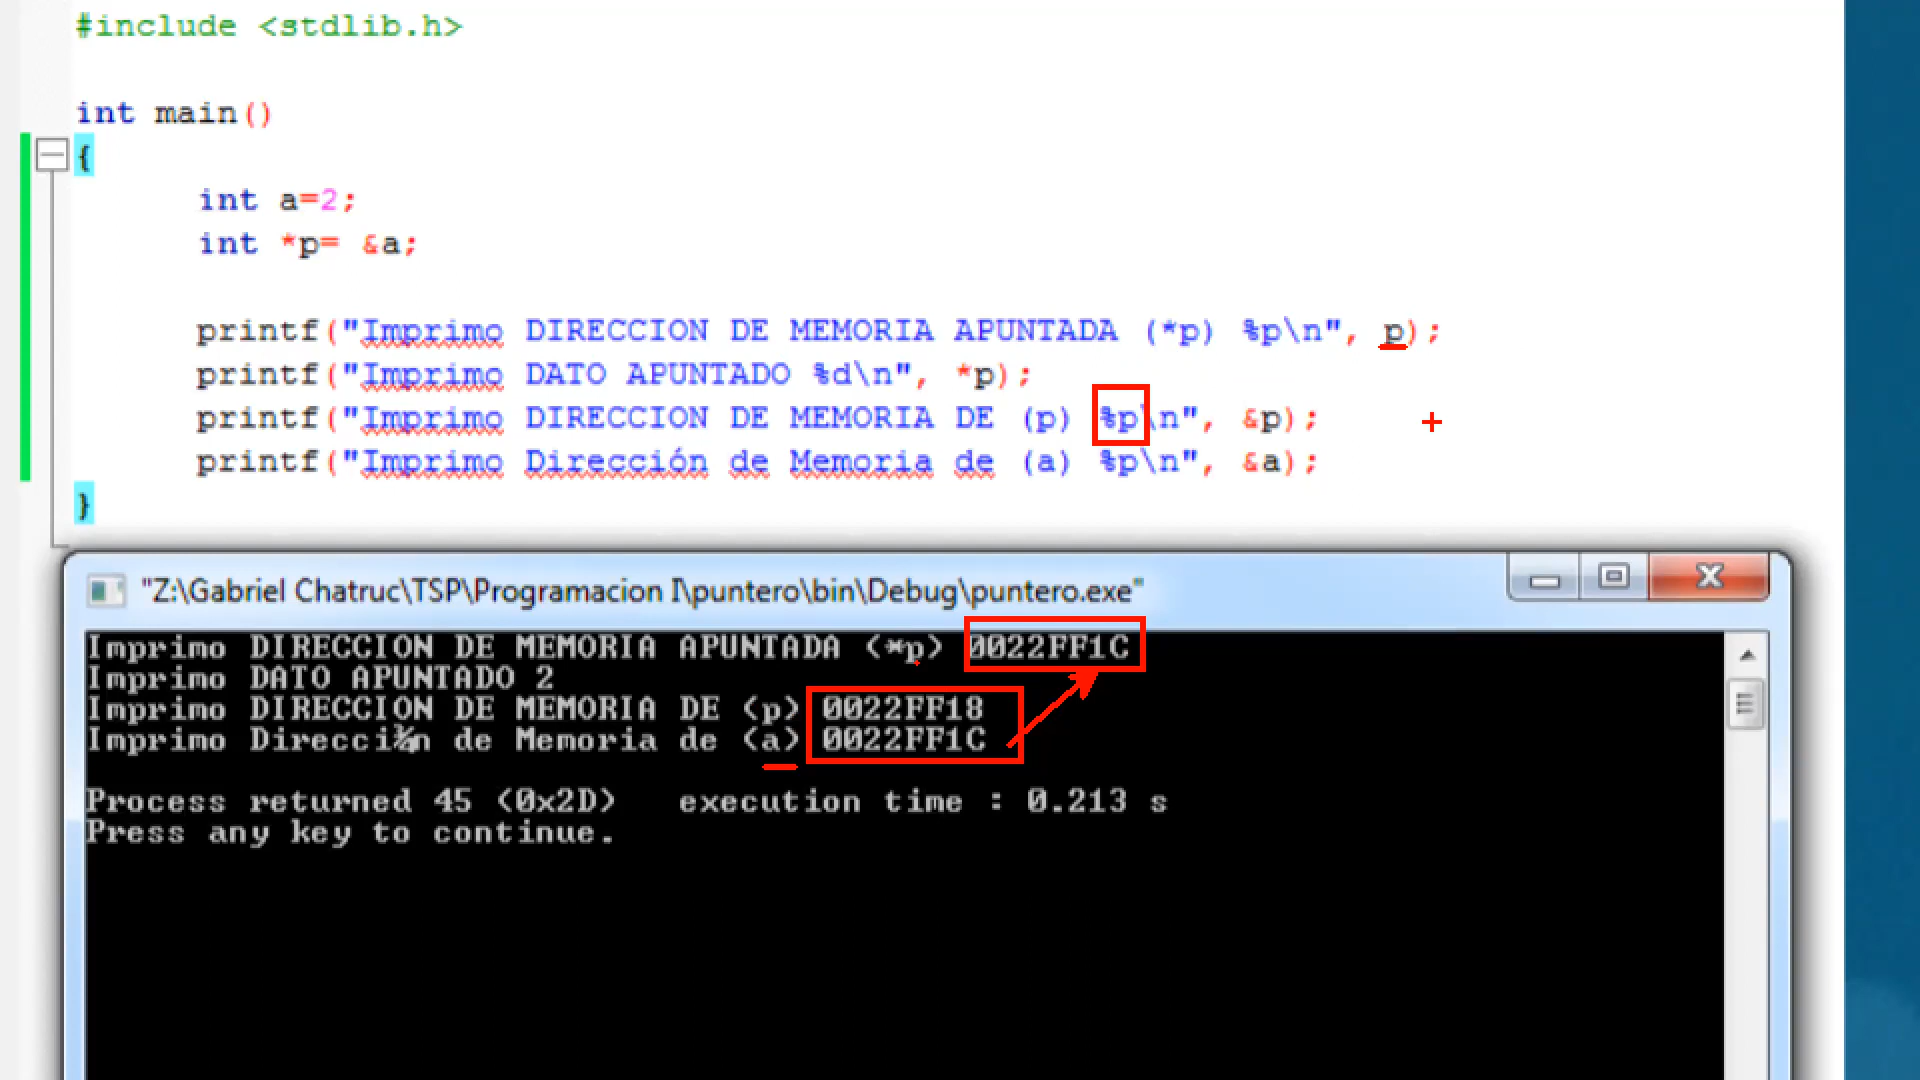 #include <stdlib.h>
int main()
{
int a=2;
int *p= &a;
printf("Imprimo DIRECCION DE MEMORIA APUNTADA (*p) %p\n", p);
printf("Imprimo DATO APUNTADO %d\n", *p);
printf("Imprimo DIRECCION DE MEMORIA DE (p) %p\n", &p);
printf("Imprimo Dirección de Memoria de (a) %p\n", &a);
}
"Z:\Gabriel Chatruc\TSP\Programacion I\puntero\bin\Debug\puntero.exe"
Imprimo DIRECCION DE MEMORIA APUNTADA (*p) 0022FF1C
Imprimo DATO APUNTADO 2
Imprimo DIRECCION DE MEMORIA DE (p) 0022FF18
Imprimo Direcci¾n de Memoria de (a) 0022FF1C
Process returned 45 (0x2D) execution time : 0.213 s
Press any key to continue.